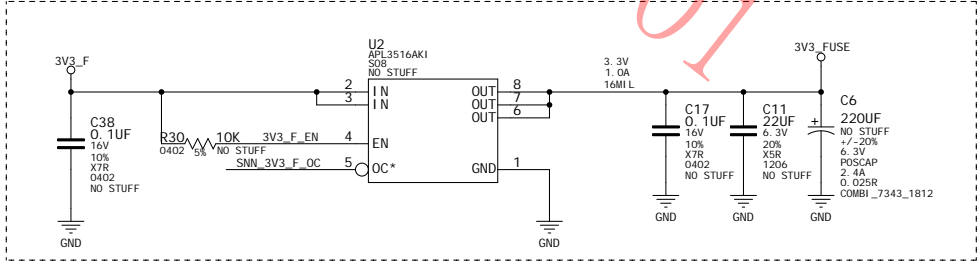 3V3_F
C38
0.1UF
16V
10%
X7R
0402
NO STUFF
GND
R30
10K
0402
5%
NO STUFF
3V3_F_EN
SNN_3V3_F_OC
U2
APL3516AKI
SO8
NO STUFF
2
IN
3
IN
4
EN
5
OC*
OUT
8
OUT
7
OUT
6
GND
1
GND
3.3V
1.0A
16MIL
C17
0.1UF
16V
10%
X7R
0402
NO STUFF
GND
C11
22UF
6.3V
20%
X5R
1206
NO STUFF
GND
3V3_FUSE
C6
+
220UF
NO STUFF
+/-20%
6.3V
POSCAP
2.4A
0.025R
COMBI_7343_1812
GND